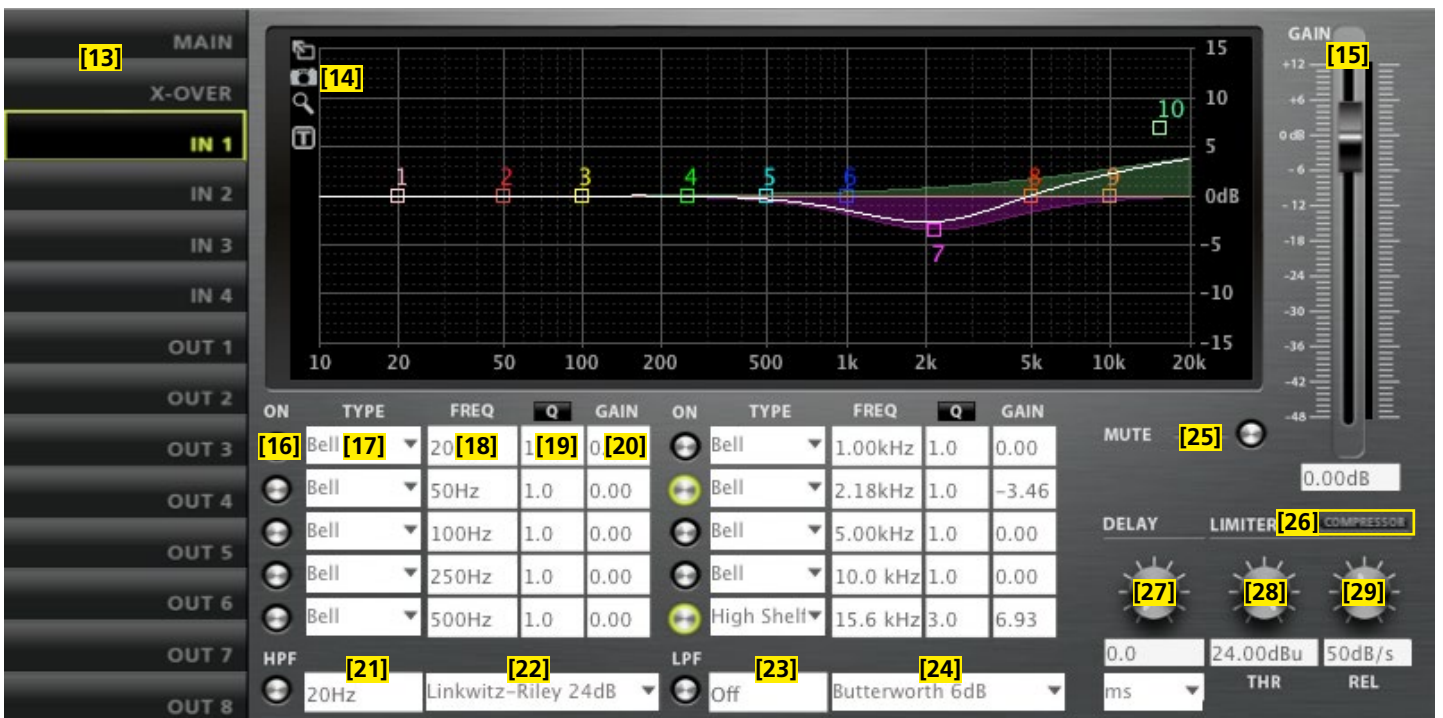 MAIN
[13]
X-OVER
IN 1
IN 2
IN 3
IN 4
OUT 1
OUT 2
OUT 3
OUT 4
OUT 5
OUT 6
OUT 7
OUT 8
[14]
T
15
10
5
0dB
-5
-10
-15
1 2 3 4 5 6 7 8 9 10
10 20 50 100 200 500 1k 2k 5k 10k 20k
GAIN
[15]
+12
+6
0 dB
-6
-12
-18
-24
-30
-36
-42
-48
0.00dB
ON TYPE FREQ Q GAIN ON TYPE FREQ Q GAIN
[16] Bell [17] 20 [18] 1 [19] 0. [20] Bell 1.00kHz 1.0 0.00
Bell 50Hz 1.0 0.00 Bell 2.18kHz 1.0 -3.46
Bell 100Hz 1.0 0.00 Bell 5.00kHz 1.0 0.00
Bell 250Hz 1.0 0.00 Bell 10.0 kHz 1.0 0.00
Bell 500Hz 1.0 0.00 High Shelf 15.6 kHz 3.0 6.93
HPF [21] [22] LPF [23] [24]
20Hz Linkwitz-Riley 24dB Off Butterworth 6dB
MUTE [25]
DELAY LIMITER [26] COMPRESSOR
[27] [28] [29]
0.0 24.00dBu 50dB/s
ms THR REL